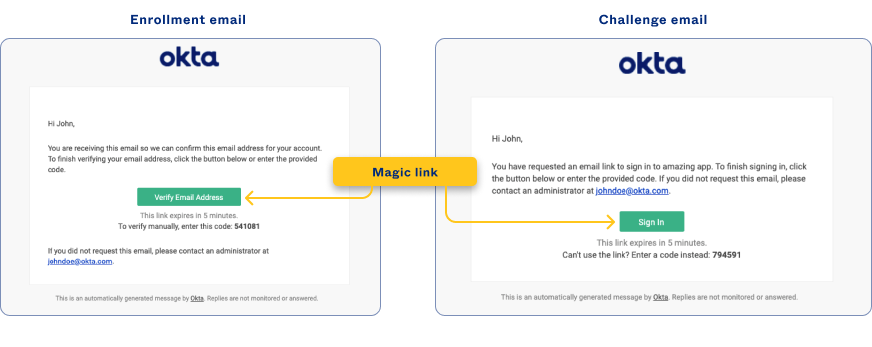 Enrollment email
okta
Hi John,
You are receiving this email so we can confirm this email address for your account.
To finish verifying your email address, click the button below or enter the provided
code.
Verify Email Address
This link expires in 5 minutes.
To verify manually, enter this code: 541081
If you did not request this email, please contact an administrator at
johndoe@okta.com.
This is an automatically generated message by Okta. Replies are not monitored or answered.
Magic link
Challenge email
okta
Hi John,
You have requested an email link to sign in to amazing app. To finish signing in, click
the button below or enter the provided code. If you did not request this email, please
contact an administrator at johndoe@okta.com.
Sign In
This link expires in 5 minutes.
Can't use the link? Enter a code instead: 794591
This is an automatically generated message by Okta. Replies are not monitored or answered.